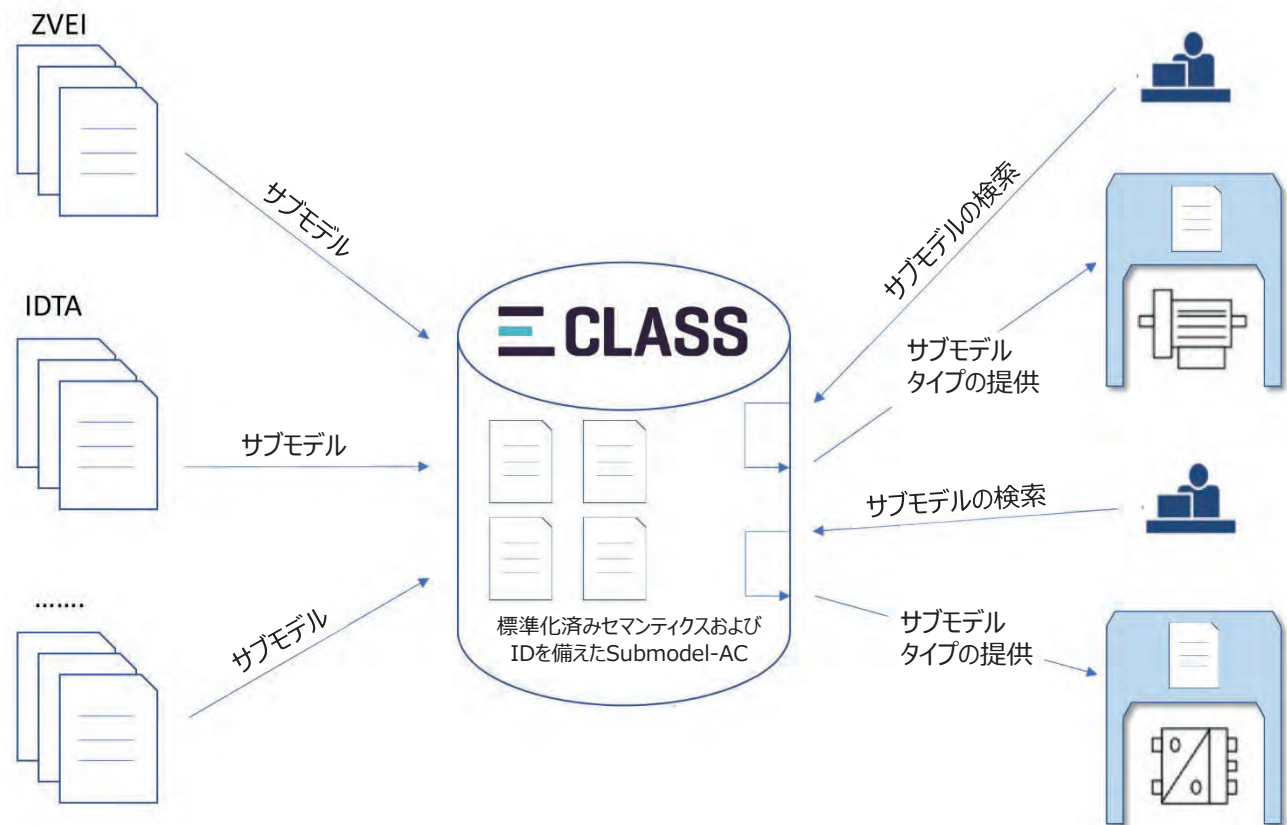 ZVEI
サブモデル
IDTA
サブモデル
.......
サブモデル
ECLASS
標準化済みセマンティクスおよび
IDを備えたSubmodel-AC
サブモデルの検索
サブモデル
タイプの提供
サブモデルの検索
サブモデル
タイプの提供